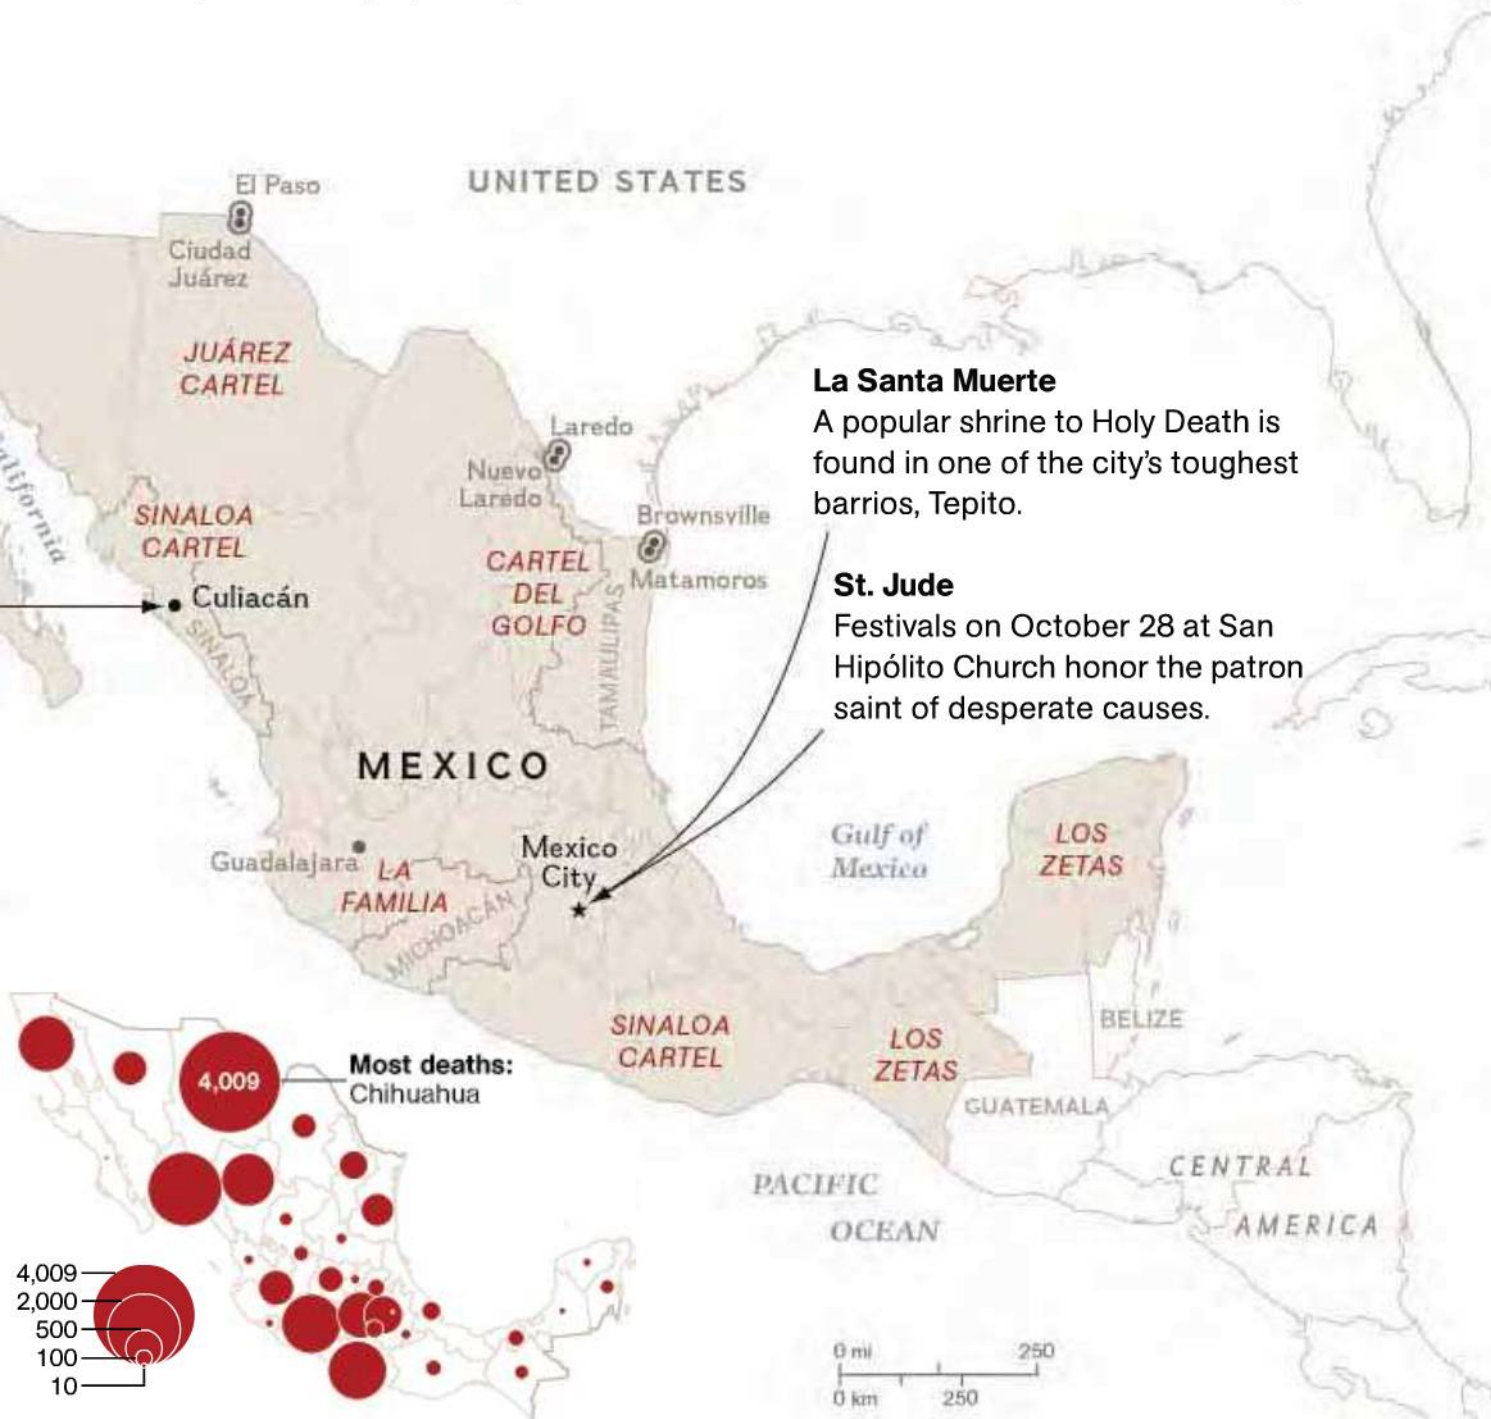 El Paso
UNITED STATES
Ciudad
Juárez
JUÁREZ
CARTEL
La Santa Muerte
A popular shrine to Holy Death is
found in one of the city's toughest
barrios, Tepito.
Laredo
Nuevo
Laredo
SINALOA
CARTEL
Brownsville
Matamoros
CARTEL
DEL
GOLFO
TAMAULIPAS
St. Jude
Festivals on October 28 at San
Hipólito Church honor the patron
saint of desperate causes.
Culiacán
SINALOA
MEXICO
Guadalajara
LA
FAMILIA
MICHOACÁN
Mexico
City
Gulf of
Mexico
LOS
ZETAS
SINALOA
CARTEL
LOS
ZETAS
BELIZE
GUATEMALA
CENTRAL
AMERICA
PACIFIC
OCEAN
4,009
Most deaths:
Chihuahua
4,009
2,000
500
100
10
0 mi 250
0 km 250